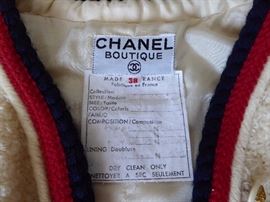 CHANEL
BOUTIQUE
MADE 38 FRANCE
Fabriqué en France
Collection
STYLE/Modèle
SIZE/Taille
COLOR/Coloris
FABRIC
COMPOSITION/Composition
%
%
LINING/Doublure
%
DRY CLEAN ONLY
NETTOYER A SEC SEULEMENT